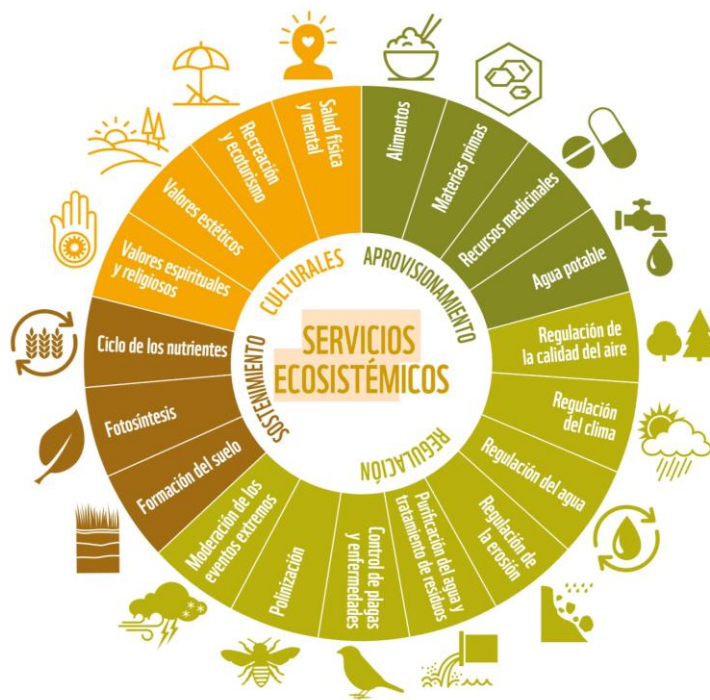 SERVICIOS
ECOSISTÉMICOS
APROVISIONAMIENTO
Alimentos
Materias primas
Recursos medicinales
Agua potable
REGULACIÓN
Regulación de
la calidad del aire
Regulación
del clima
Regulación del agua
Regulación de
la erosión
Purificación del agua y
tratamiento de residuos
Control de plagas
y enfermedades
Polinización
Moderación de los
eventos extremos
SOSTENIMIENTO
Formación del suelo
Fotosíntesis
Ciclo de los nutrientes
CULTURALES
Valores espirituales
y religiosos
Valores estéticos
Recreación
y ecoturismo
Salud física
y mental